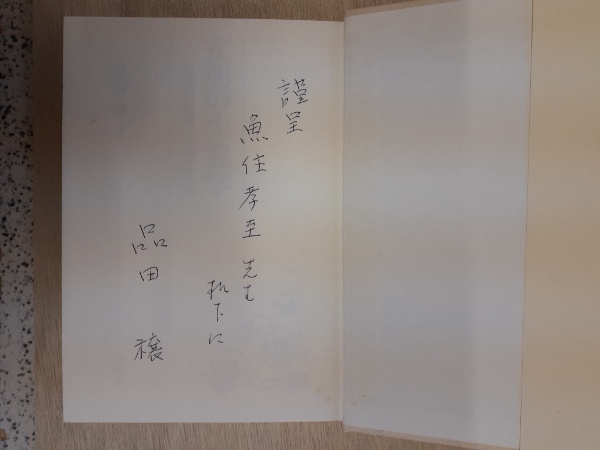 謹呈
魚住孝至先生
机下に
品田穣